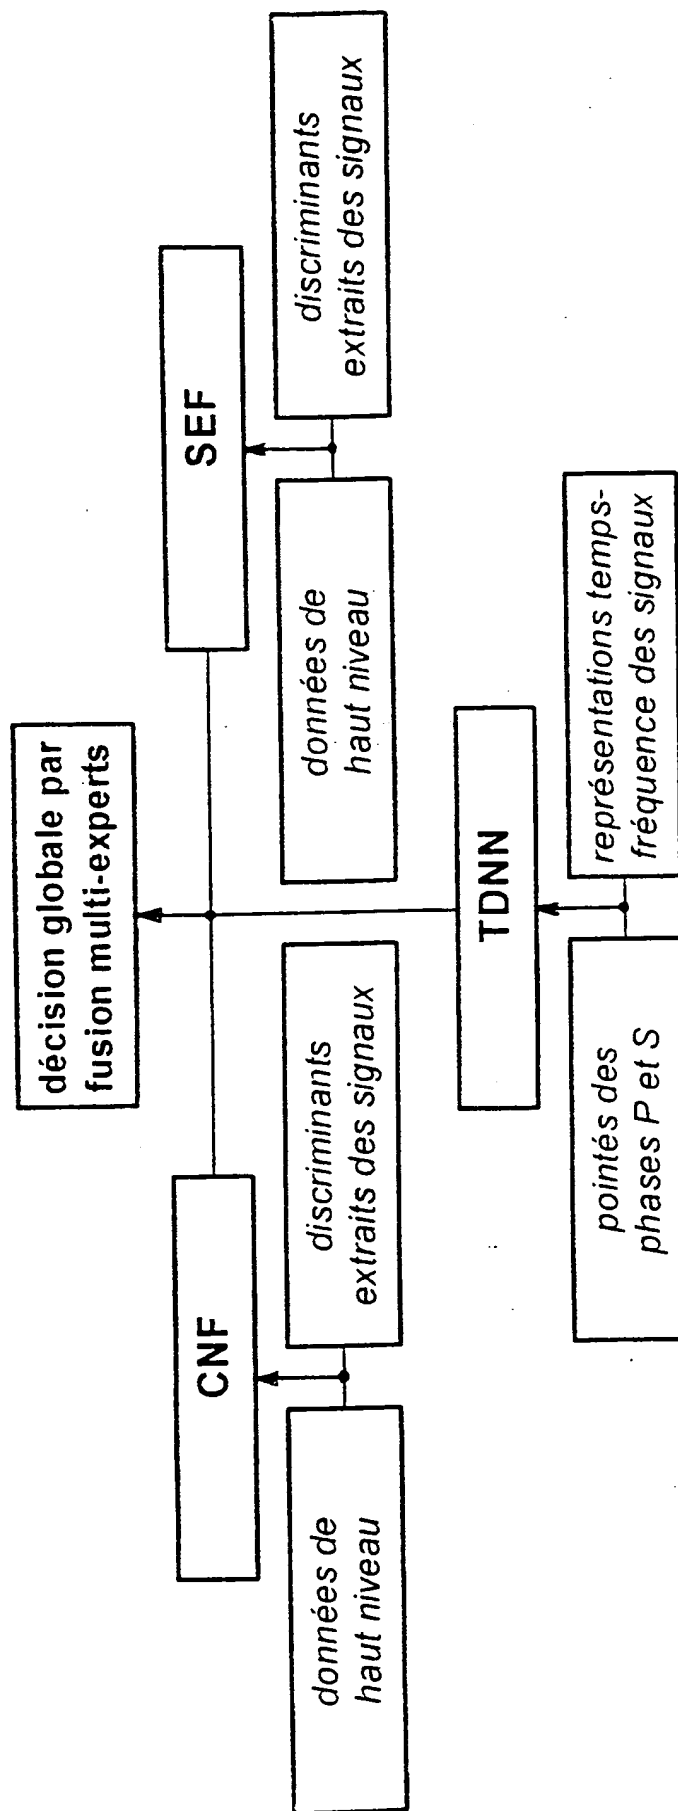 décision globale par
fusion multi-experts
CNF
SEF
données de
haut niveau
discriminants
extraits des signaux
données de
haut niveau
discriminants
extraits des signaux
TDNN
pointés des
phases P et S
représentations temps-
fréquence des signaux